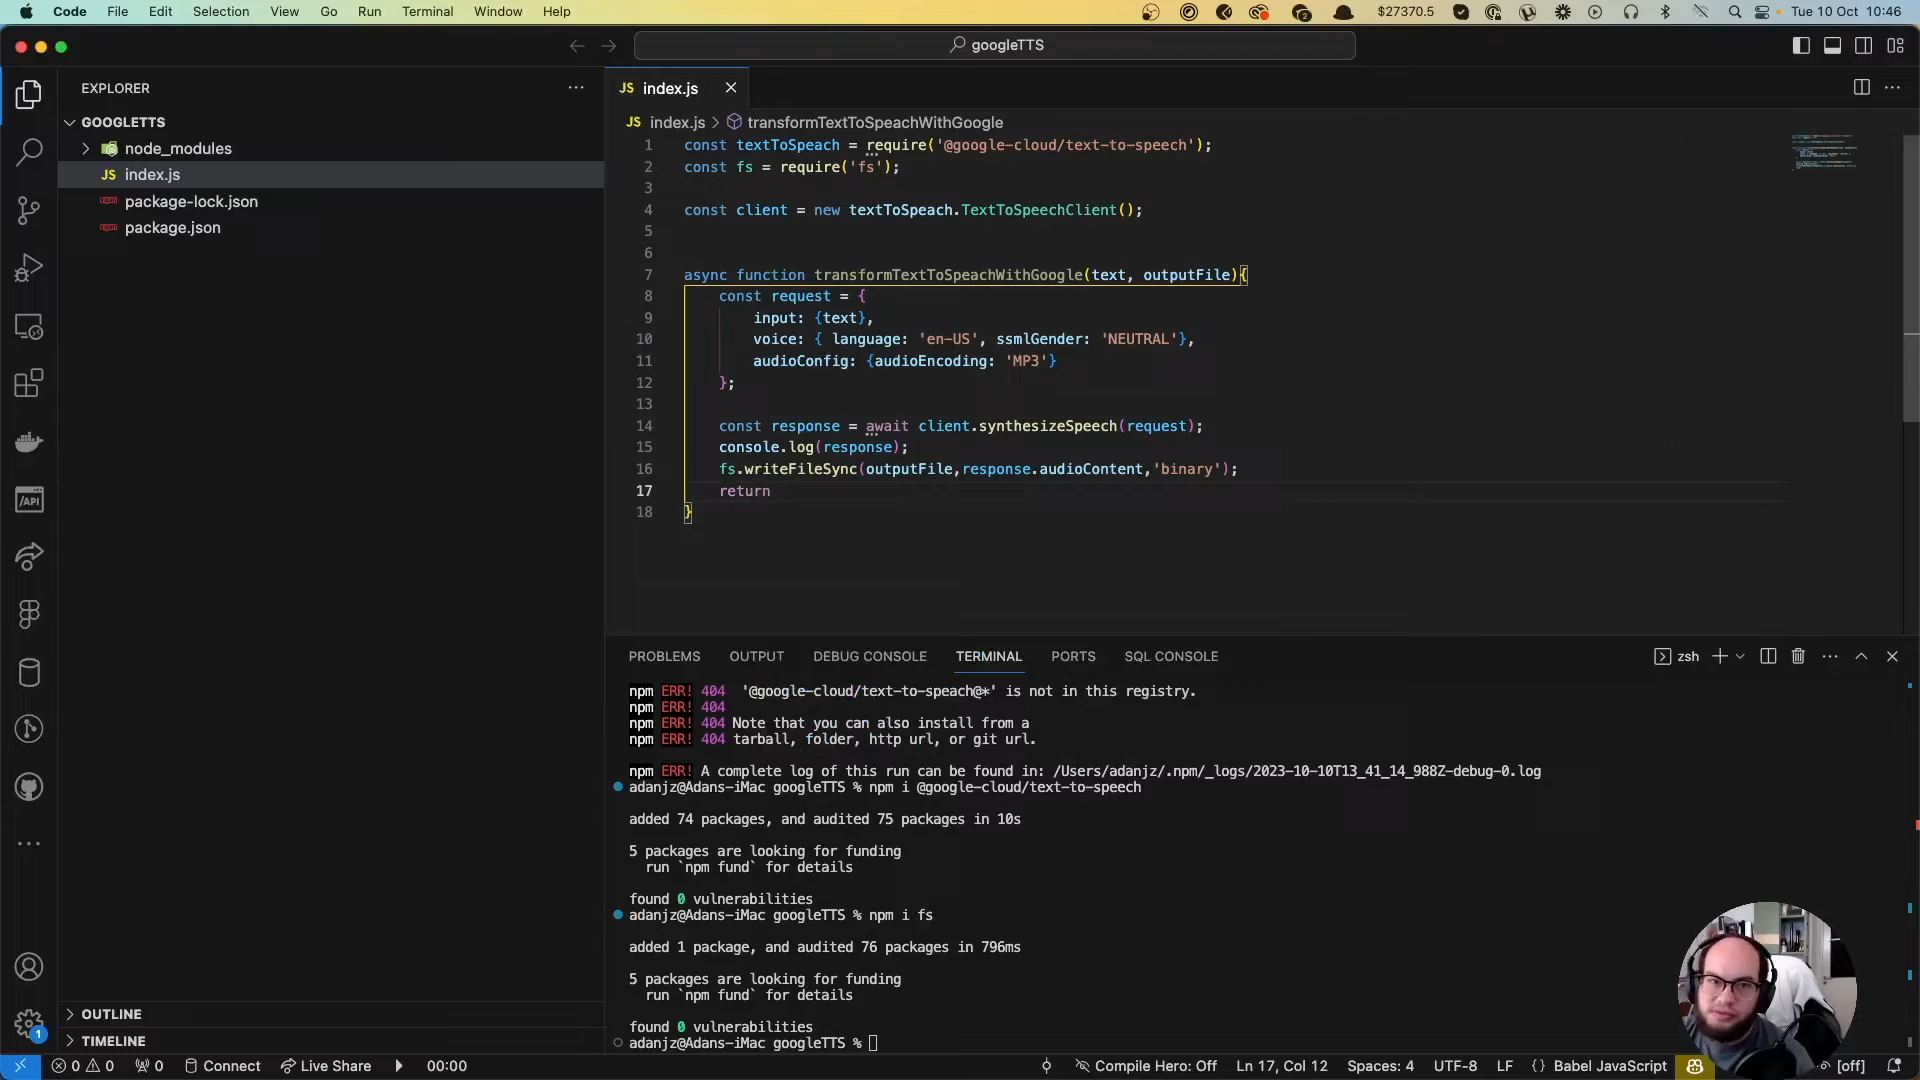 Code File Edit Selection View Go Run Terminal Window Help
2
$27370.5
Tue 10 Oct 10:46
googleTTS
EXPLORER
GOOGLETTS
node_modules
JS index.js
package-lock.json
package.json
OUTLINE
TIMELINE
/API
1
JS index.js
JS index.js > transformTextToSpeachWithGoogle
1 const textToSpeach = require('@google-cloud/text-to-speech');
2 const fs = require('fs');
3
4 const client = new textToSpeach.TextToSpeechClient();
5
6
7 async function transformTextToSpeachWithGoogle(text, outputFile){
8 const request = {
9 input: {text},
10 voice: { language: 'en-US', ssmlGender: 'NEUTRAL'},
11 audioConfig: {audioEncoding: 'MP3'}
12 };
13
14 const response = await client.synthesizeSpeech(request);
15 console.log(response);
16 fs.writeFileSync(outputFile,response.audioContent,'binary');
17 return
18 }
PROBLEMS OUTPUT DEBUG CONSOLE TERMINAL PORTS SQL CONSOLE
zsh
npm ERR! 404 '@google-cloud/text-to-speach@*' is not in this registry.
npm ERR! 404
npm ERR! 404 Note that you can also install from a
npm ERR! 404 tarball, folder, http url, or git url.
npm ERR! A complete log of this run can be found in: /Users/adanjz/.npm/_logs/2023-10-10T13_41_14_988Z-debug-0.log
adanjz@Adans-iMac googleTTS % npm i @google-cloud/text-to-speech
added 74 packages, and audited 75 packages in 10s
5 packages are looking for funding
run `npm fund` for details
found 0 vulnerabilities
adanjz@Adans-iMac googleTTS % npm i fs
added 1 package, and audited 76 packages in 796ms
5 packages are looking for funding
run `npm fund` for details
found 0 vulnerabilities
adanjz@Adans-iMac googleTTS %
0 0 0 Connect Live Share 00:00 Compile Hero: Off Ln 17, Col 12 Spaces: 4 UTF-8 LF {} Babel JavaScript [off]